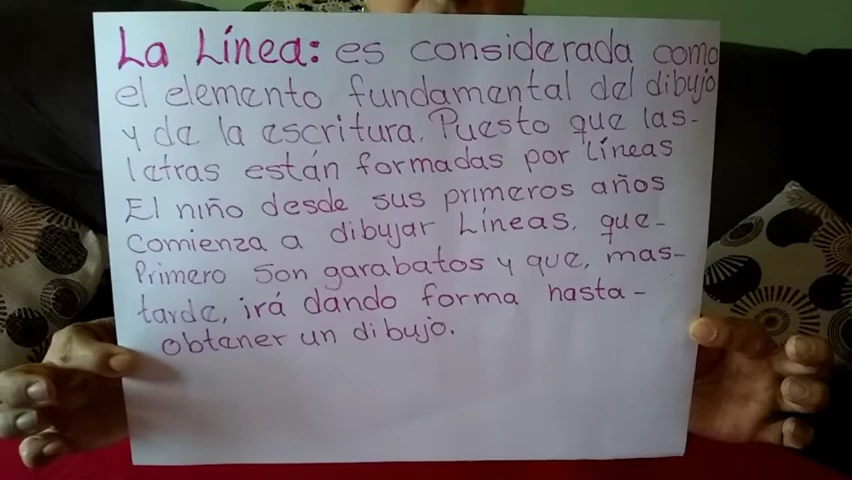 La Línea: es considerada como
el elemento fundamental del dibujo
y de la escritura. Puesto que las-
letras están formadas por líneas
El niño desde sus primeros años
comienza a dibujar Líneas, que-
Primero son garabatos y que, mas-
tarde, irá dando forma hasta-
obtener un dibujo.